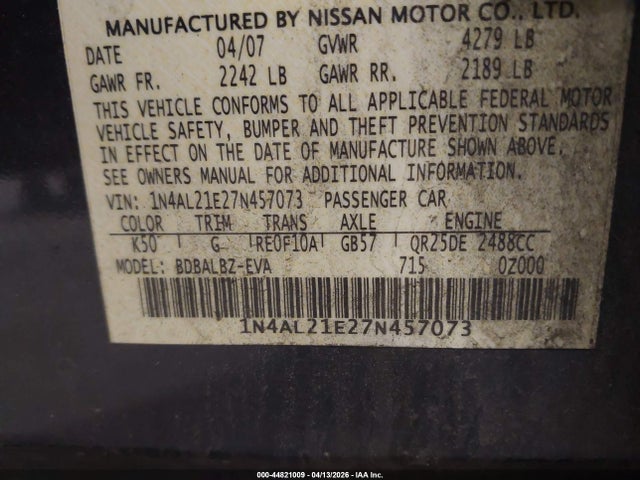 MANUFACTURED BY NISSAN MOTOR CO., LTD.
DATE 04/07 GVWR 4279 LB
GAWR FR. 2242 LB GAWR RR. 2189 LB
THIS VEHICLE CONFORMS TO ALL APPLICABLE FEDERAL MOTOR
VEHICLE SAFETY, BUMPER AND THEFT PREVENTION STANDARDS
IN EFFECT ON THE DATE OF MANUFACTURE SHOWN ABOVE.
SEE OWNERS MANUAL FOR ADDITIONAL INFORMATION.
VIN: 1N4AL21E27N457073 PASSENGER CAR
COLOR TRIM TRANS AXLE ENGINE
K50 G RE0F10A GB57 QR25DE 2488CC
MODEL: BDBALBZ-EVA 715 0Z000
1N4AL21E27N457073
000-44821009 - 04/13/2026 - IAA Inc.